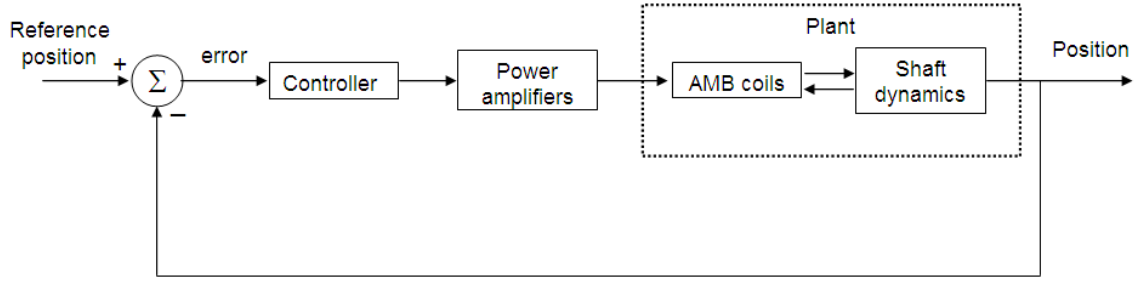 Reference
position
+
Σ
−
error
Controller
Power
amplifiers
Plant
AMB coils
Shaft
dynamics
Position